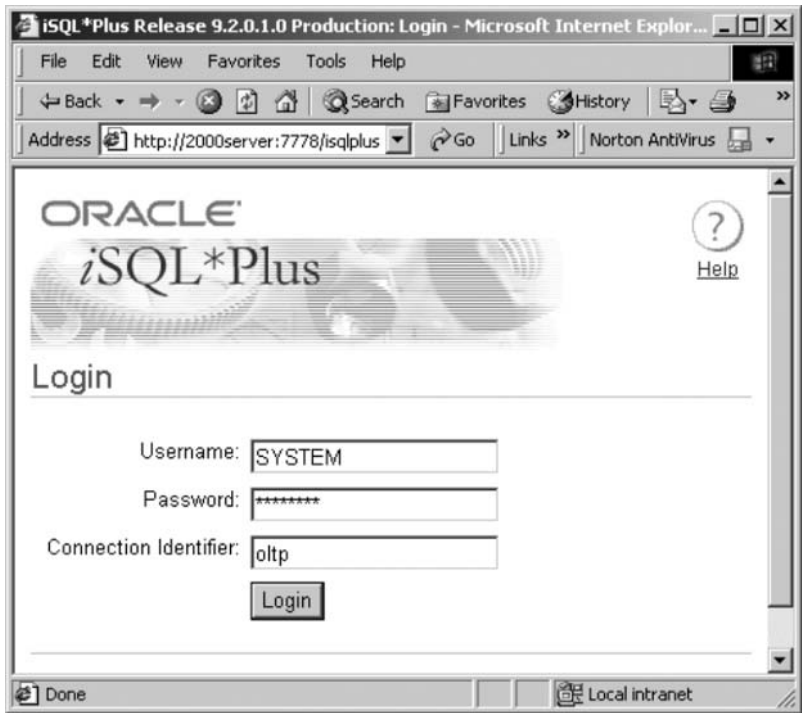 iSQL*Plus Release 9.2.0.1.0 Production: Login - Microsoft Internet Explor...
File Edit View Favorites Tools Help
Back Search Favorites History »
Address http://2000server:7778/isqlplus Go Links » Norton AntiVirus
ORACLE
iSQL*Plus
?
Help
Login
Username: SYSTEM
Password: ********
Connection Identifier: oltp
Login
Done Local intranet